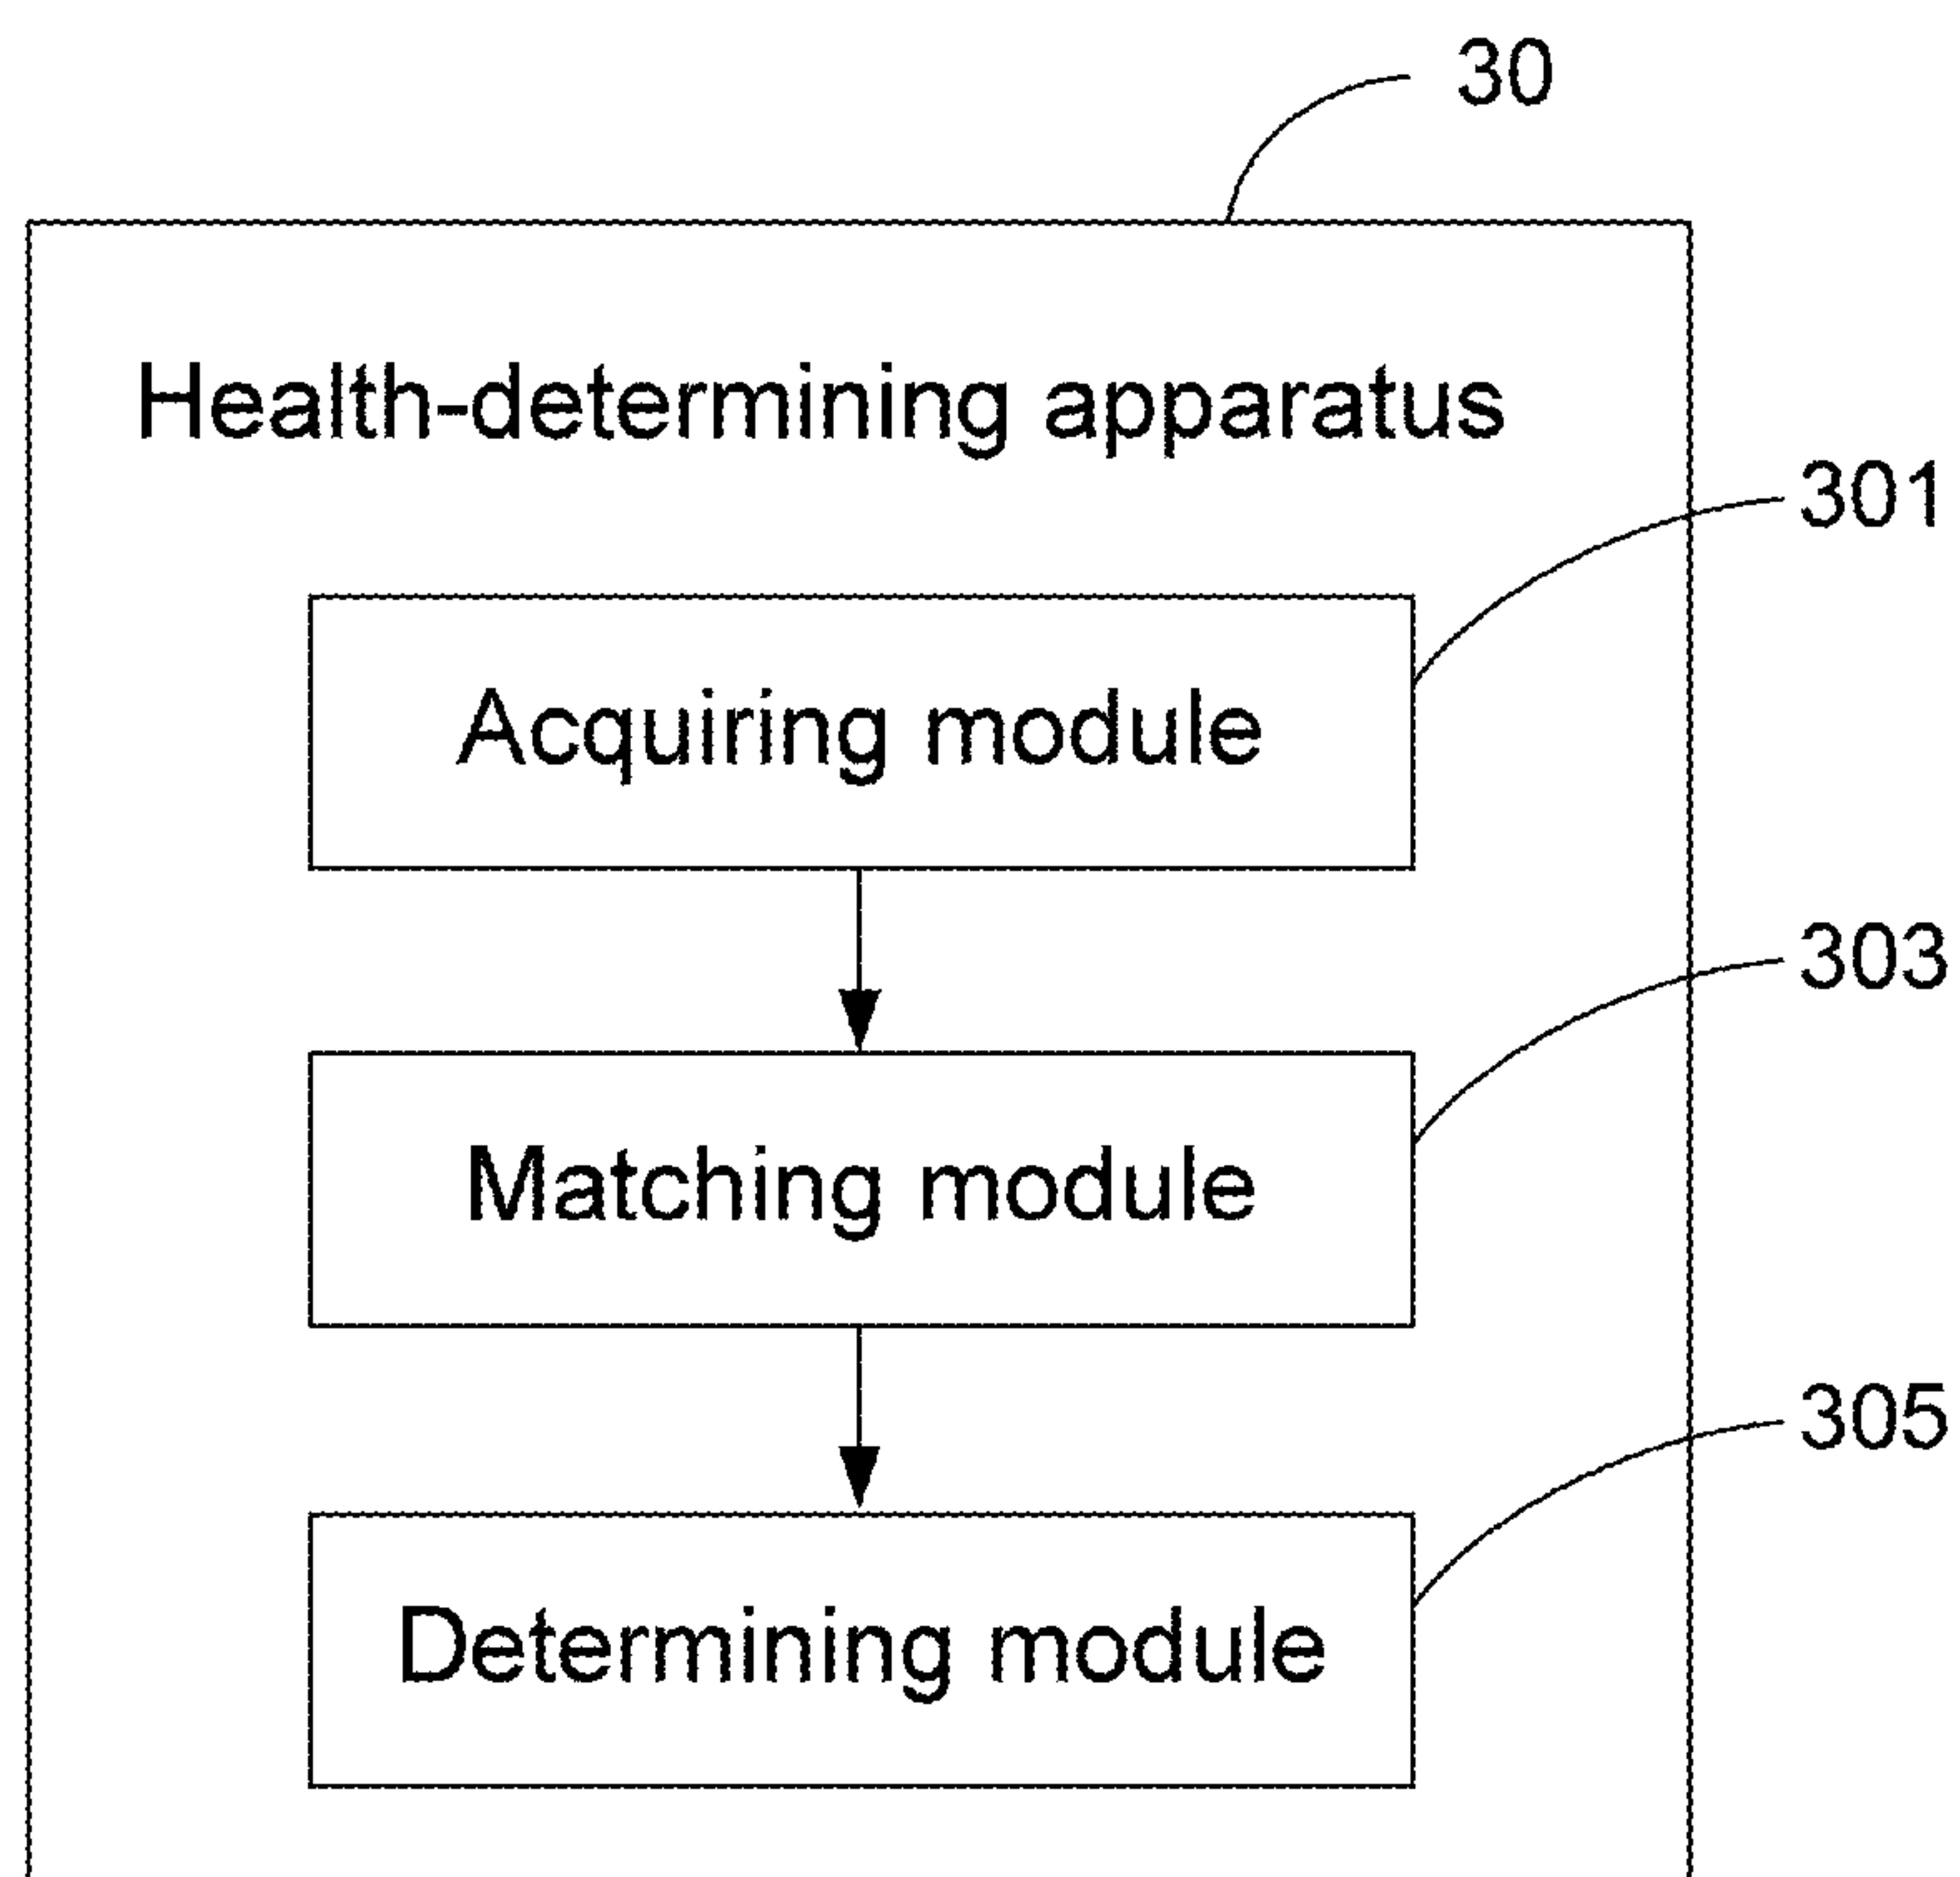 30
Health-determining apparatus
301
Acquiring module
303
Matching module
305
Determining module